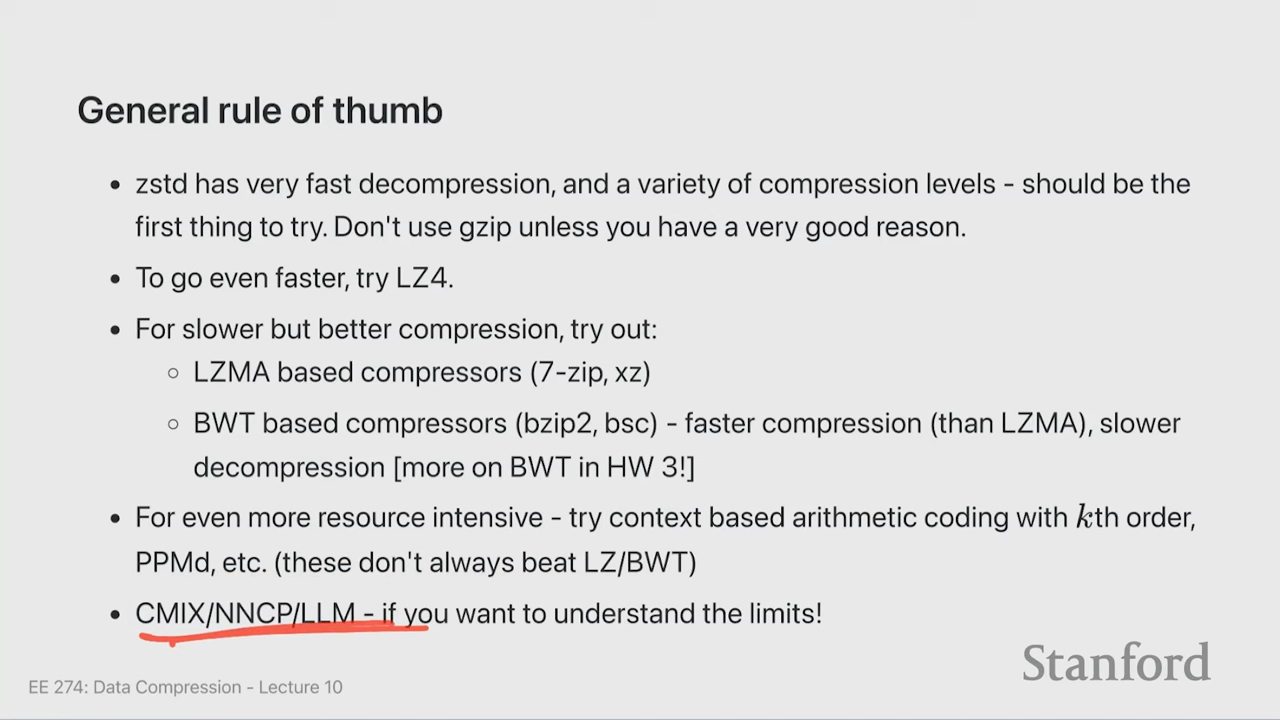 General rule of thumb
• zstd has very fast decompression, and a variety of compression levels - should be the
first thing to try. Don't use gzip unless you have a very good reason.
• To go even faster, try LZ4.
• For slower but better compression, try out:
◦ LZMA based compressors (7-zip, xz)
◦ BWT based compressors (bzip2, bsc) - faster compression (than LZMA), slower
decompression [more on BWT in HW 3!]
• For even more resource intensive - try context based arithmetic coding with kth order,
PPMd, etc. (these don't always beat LZ/BWT)
• CMIX/NNCP/LLM - if you want to understand the limits!
Stanford
EE 274: Data Compression - Lecture 10